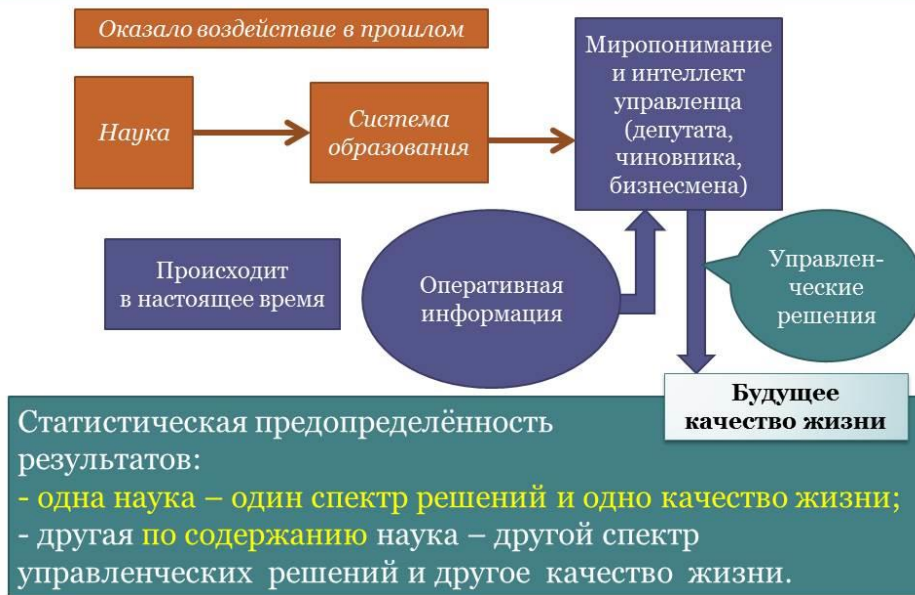 Оказало воздействие в прошлом
Миропонимание
и интеллект
управленца
(депутата,
чиновника,
бизнесмена)
Наука
Система
образования
Происходит
в настоящее время
Оперативная
информация
Управлен-
ческие
решения
Будущее
качество жизни
Статистическая предопределённость
результатов:
- одна наука – один спектр решений и одно качество жизни;
- другая по содержанию наука – другой спектр
управленческих решений и другое качество жизни.